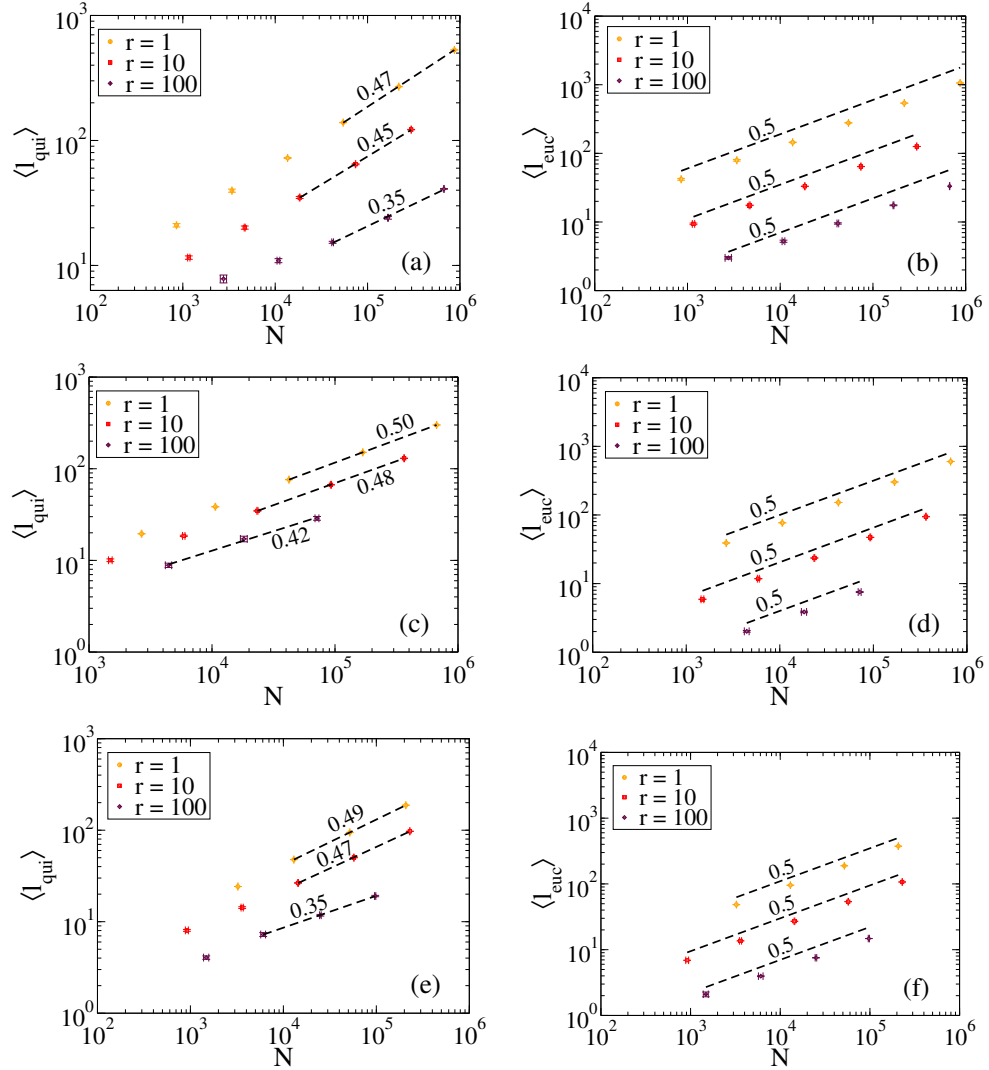 10^3
10^2
10^1
⟨l_qui⟩
r = 1
r = 10
r = 100
0.47
0.45
0.35
(a)
10^2 10^3 10^4 10^5 10^6
N
10^4
10^3
10^2
10^1
10^0
⟨l_euc⟩
r = 1
r = 10
r = 100
0.5
0.5
0.5
(b)
10^2 10^3 10^4 10^5 10^6
N
10^3
10^2
10^1
10^0
⟨l_qui⟩
r = 1
r = 10
r = 100
0.50
0.48
0.42
(c)
10^3 10^4 10^5 10^6
N
10^4
10^3
10^2
10^1
10^0
⟨l_euc⟩
r = 1
r = 10
r = 100
0.5
0.5
0.5
(d)
10^2 10^3 10^4 10^5 10^6
N
10^3
10^2
10^1
10^0
⟨l_qui⟩
r = 1
r = 10
r = 100
0.49
0.47
0.35
(e)
10^2 10^3 10^4 10^5 10^6
N
10^4
10^3
10^2
10^1
10^0
⟨l_euc⟩
r = 1
r = 10
r = 100
0.5
0.5
0.5
(f)
10^2 10^3 10^4 10^5 10^6
N